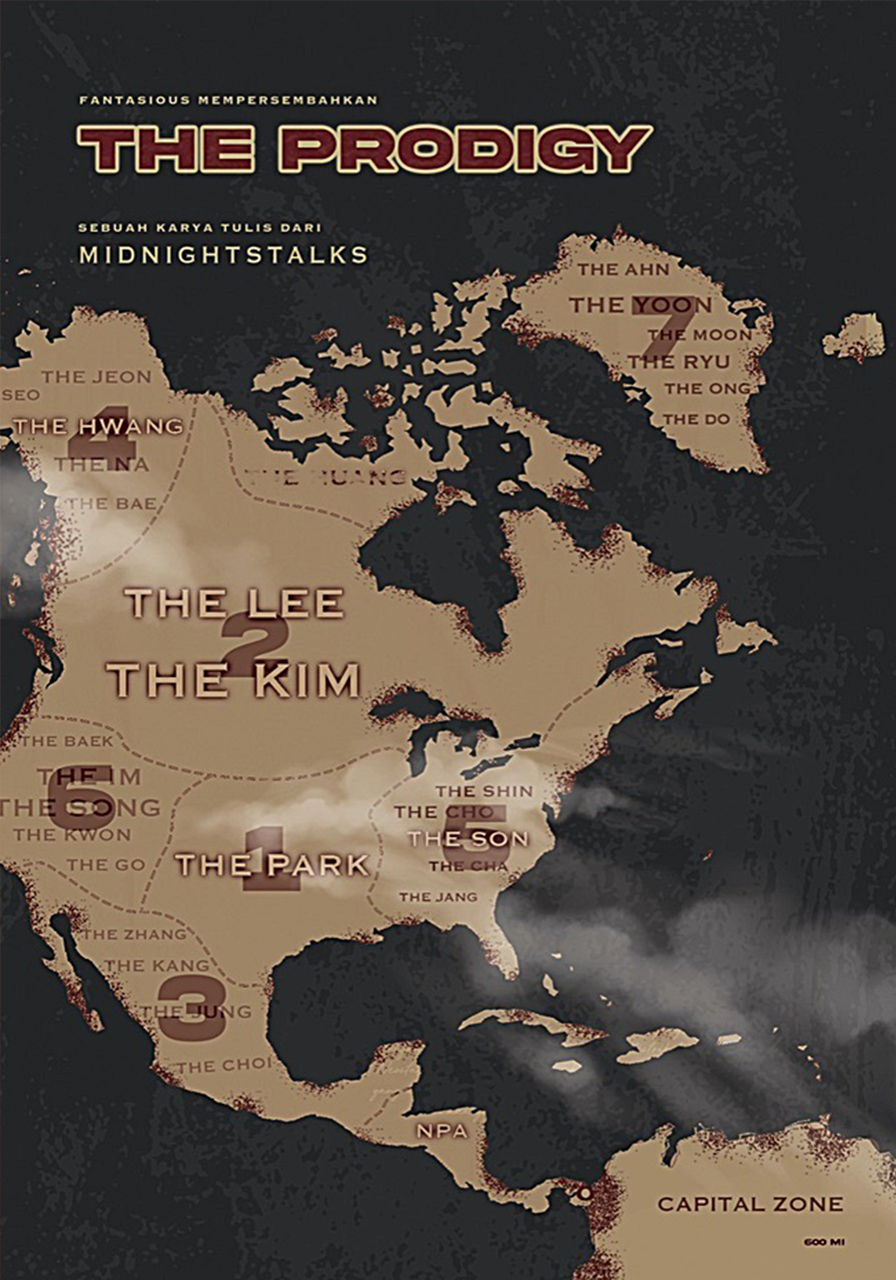 FANTASIOUS MEMPERSEMBAHKAN
THE PRODIGY
SEBUAH KARYA TULIS DARI
MIDNIGHTSTALKS
THE AHN
THE YOON
7
THE MOON
THE RYU
THE ONG
THE DO
THE JEON
SEO
THE HWANG
4
THE NA
THE BAE
THE HUANG
THE LEE
2
THE KIM
THE BAEK
THE IM
6
THE SONG
THE KWON
THE GO
THE SHIN
THE CHO
5
THE SON
THE CHA
THE JANG
THE PARK
1
THE ZHANG
THE KANG
3
THE JUNG
THE CHOI
NPA
CAPITAL ZONE
600 MI